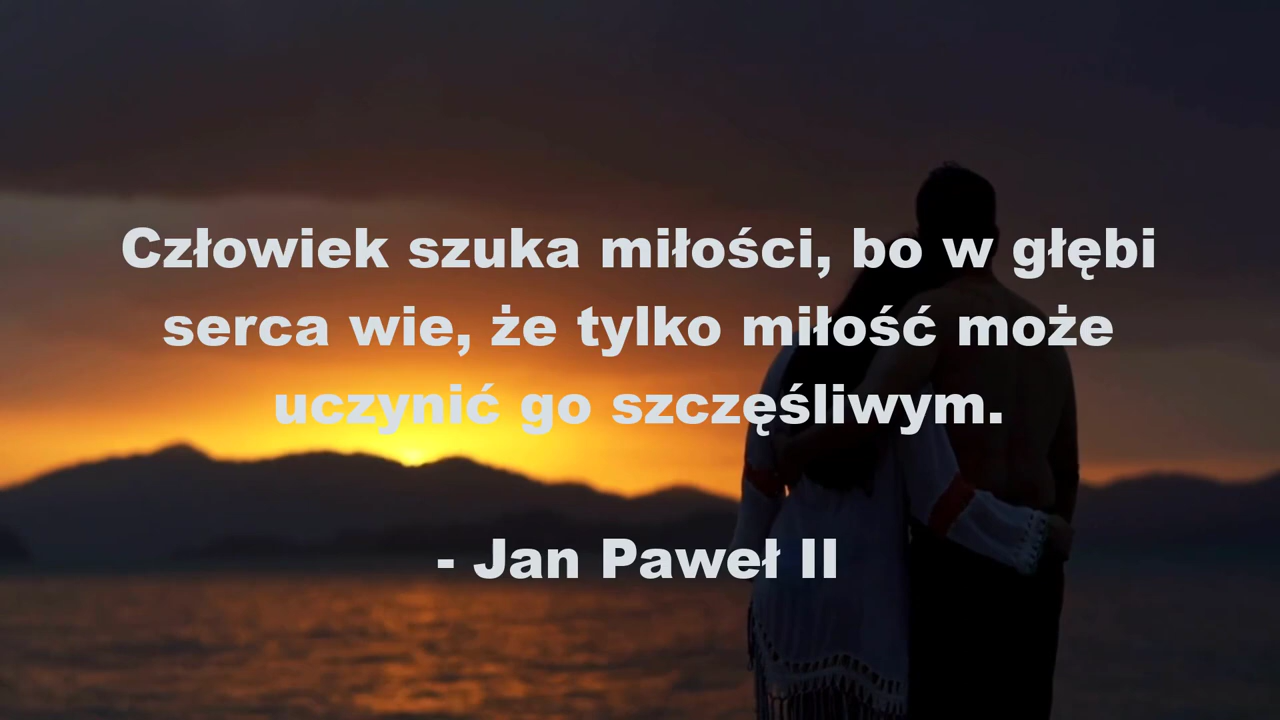 Człowiek szuka miłości, bo w głębi
serca wie, że tylko miłość może
uczynić go szczęśliwym.
- Jan Paweł II